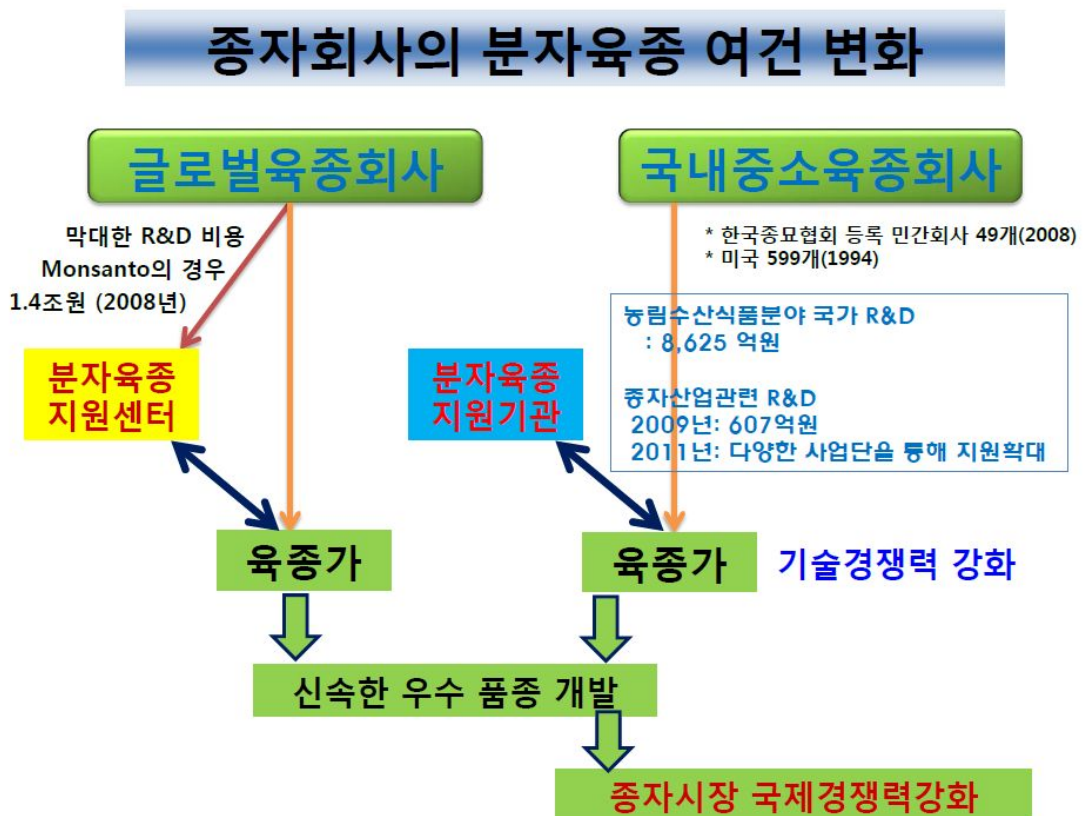 종자회사의 분자육종 여건 변화
글로벌육종회사
국내중소육종회사
막대한 R&D 비용
Monsanto의 경우
1.4조원 (2008년)
* 한국종묘협회 등록 민간회사 49개(2008)
* 미국 599개(1994)
농림수산식품분야 국가 R&D
: 8,625 억원
종자산업관련 R&D
2009년: 607억원
2011년: 다양한 사업단을 통해 지원확대
분자육종
지원센터
분자육종
지원기관
육종가
육종가
기술경쟁력 강화
신속한 우수 품종 개발
종자시장 국제경쟁력강화